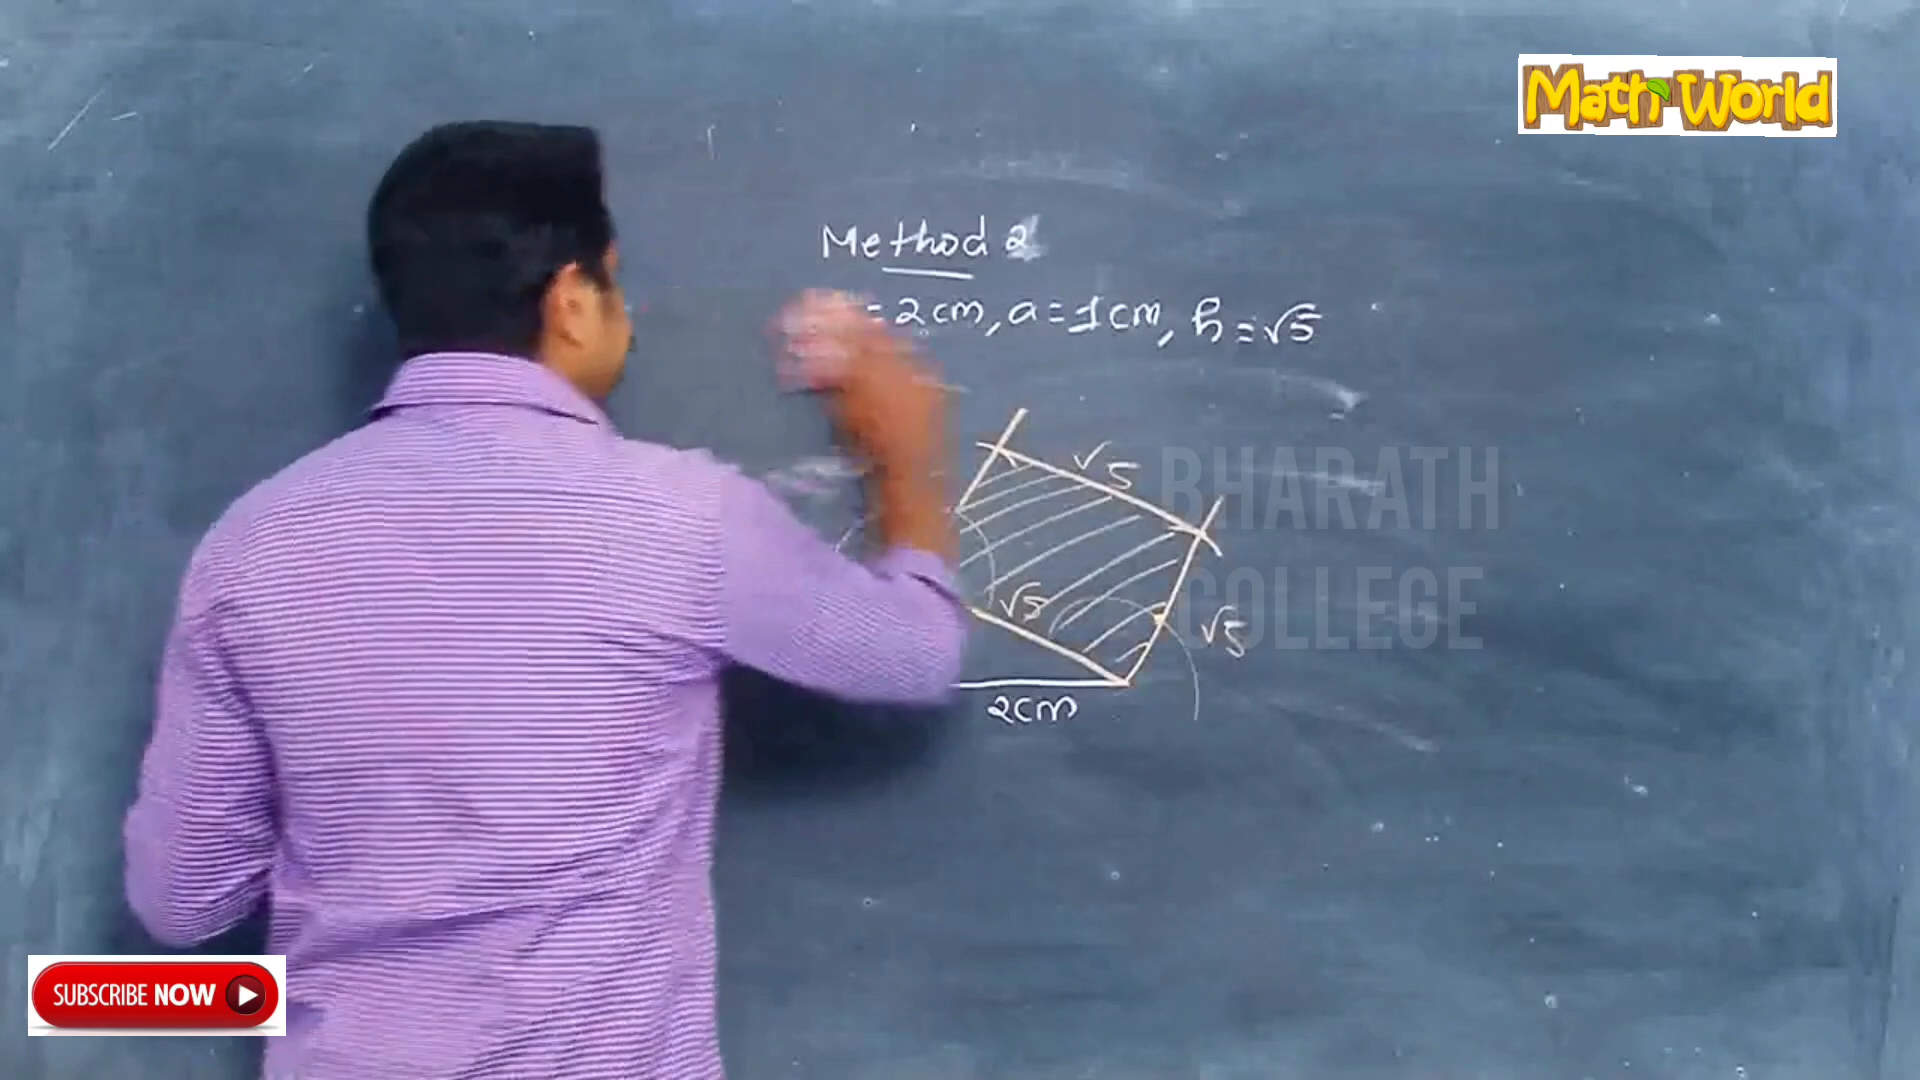 Math World
Method 2
= 2cm, a = 1cm, h = √5
√5
BHARATH
COLLEGE
√5
√5
2cm
SUBSCRIBE NOW